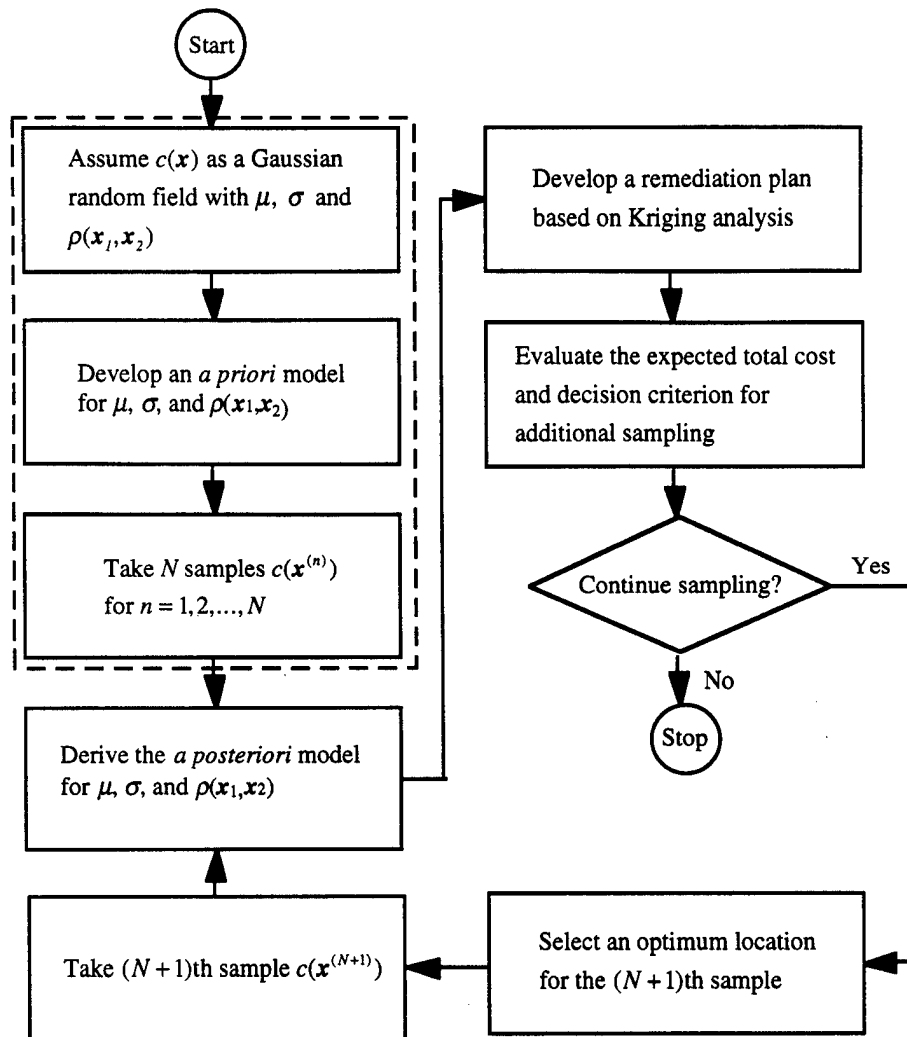 Start
Assume c(x) as a Gaussian
random field with μ, σ and
ρ(x₁,x₂)
Develop an a priori model
for μ, σ, and ρ(x₁,x₂)
Take N samples c(x⁽ⁿ⁾)
for n = 1,2,...,N
Derive the a posteriori model
for μ, σ, and ρ(x₁,x₂)
Develop a remediation plan
based on Kriging analysis
Evaluate the expected total cost
and decision criterion for
additional sampling
Continue sampling?
Yes
No
Stop
Select an optimum location
for the (N+1)th sample
Take (N+1)th sample c(x⁽ᴺ⁺¹⁾)